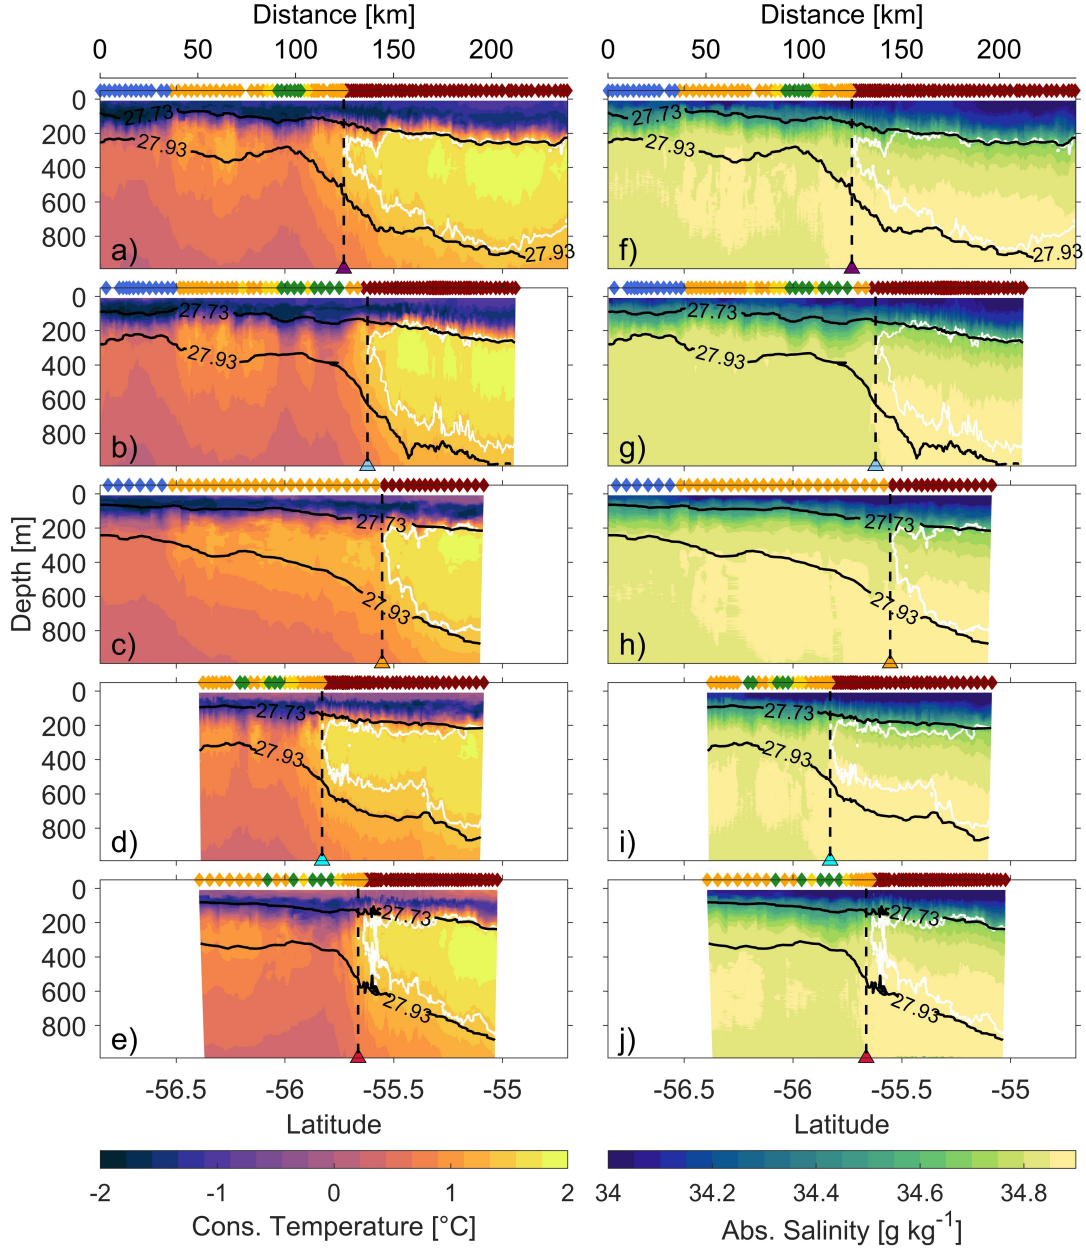 Distance [km]
Distance [km]
0 50 100 150 200
0 50 100 150 200
0
200
400
600
800
27.73
27.93
27.93
a)
27.73
27.93
27.93
f)
0
200
400
600
800
27.73
27.93
b)
27.73
27.93
g)
Depth [m]
0
200
400
600
800
27.73
27.93
c)
27.73
27.93
h)
0
200
400
600
800
27.73
27.93
d)
27.73
27.93
i)
0
200
400
600
800
27.73
27.93
e)
27.73
27.93
j)
-56.5 -56 -55.5 -55
-56.5 -56 -55.5 -55
Latitude
Latitude
-2 -1 0 1 2
34 34.2 34.4 34.6 34.8
Cons. Temperature [°C]
Abs. Salinity [g kg⁻¹]